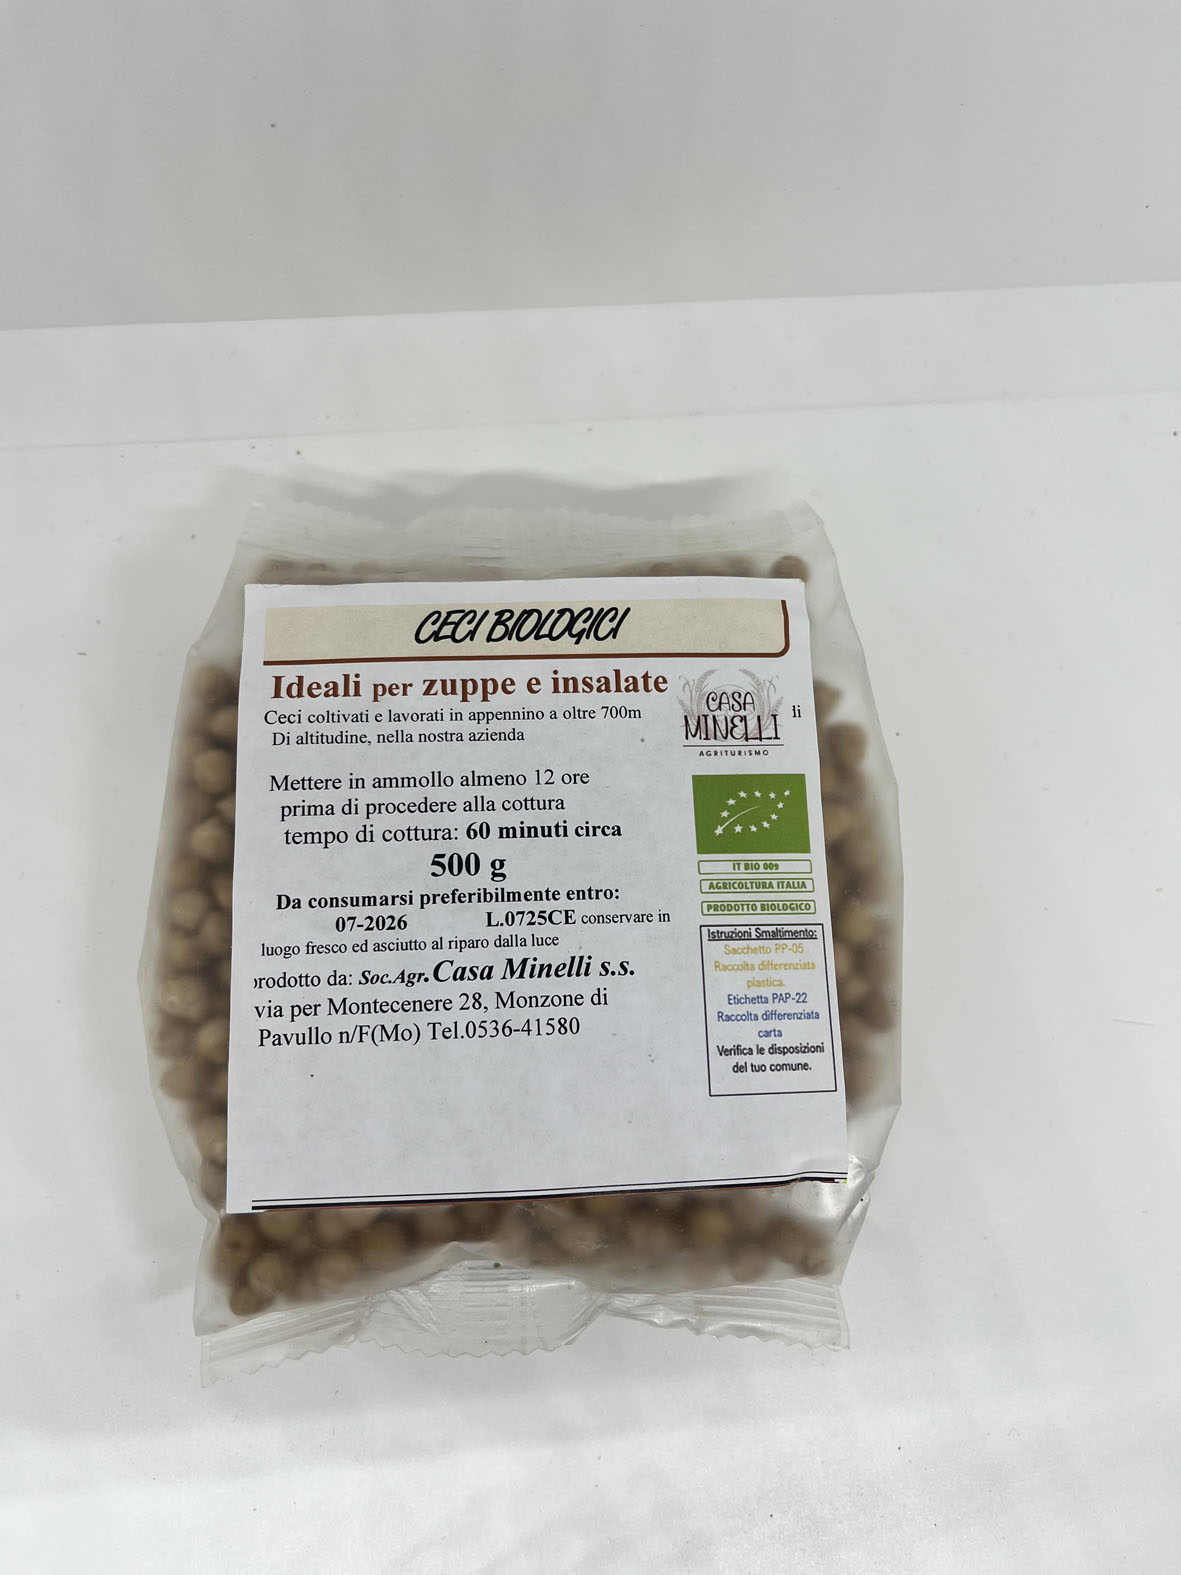 CECI BIOLOGICI
Ideali per zuppe e insalate
Ceci coltivati e lavorati in appennino a oltre 700m
Di altitudine, nella nostra azienda
CASA
MINELLI
AGRITURISMO
li
Mettere in ammollo almeno 12 ore
prima di procedere alla cottura
tempo di cottura: 60 minuti circa
500 g
Da consumarsi preferibilmente entro:
07-2026 L.0725CE conservare in
luogo fresco ed asciutto al riparo dalla luce
rodotto da: Soc.Agr.Casa Minelli s.s.
via per Montecenere 28, Monzone di
Pavullo n/F(Mo) Tel.0536-41580
IT BIO 009
AGRICOLTURA ITALIA
PRODOTTO BIOLOGICO
Istruzioni Smaltimento:
Sacchetto PP-05
Raccolta differenziata
plastica.
Etichetta PAP-22
Raccolta differenziata
carta
Verifica le disposizioni
del tuo comune.